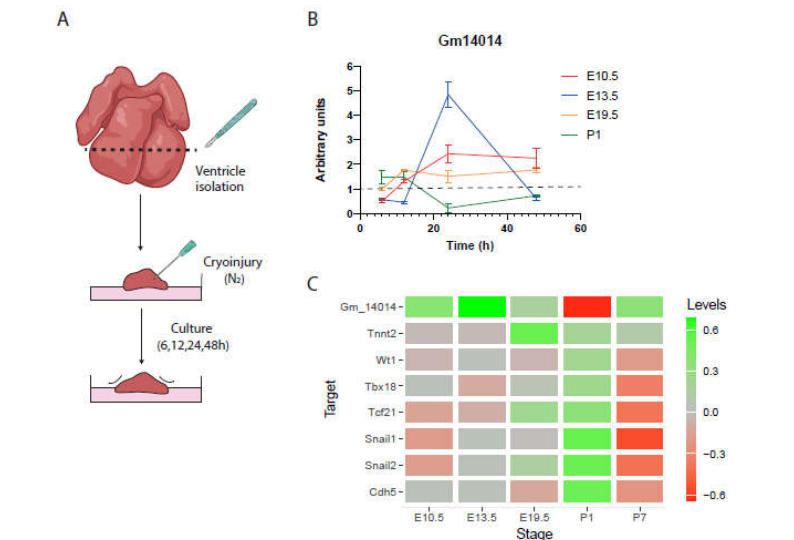 A
Ventricle
isolation
Cryoinjury
(N₂)
Culture
(6,12,24,48h)
B
Gm14014
Arbitrary units
6
5
4
3
2
1
0
0 20 40 60
Time (h)
E10.5
E13.5
E19.5
P1
C
Target
Gm_14014
Tnnt2
Wt1
Tbx18
Tcf21
Snail1
Snail2
Cdh5
E10.5 E13.5 E19.5 P1 P7
Stage
Levels
0.6
0.3
0.0
−0.3
−0.6